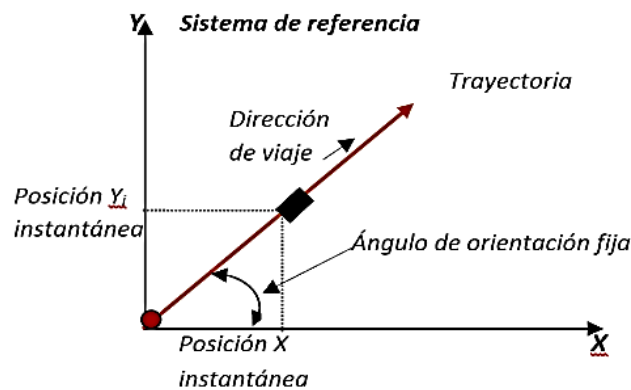 Y Sistema de referencia
Trayectoria
Dirección
de viaje
Posición Yi
instantánea
Ángulo de orientación fija
Posición X
instantánea
X